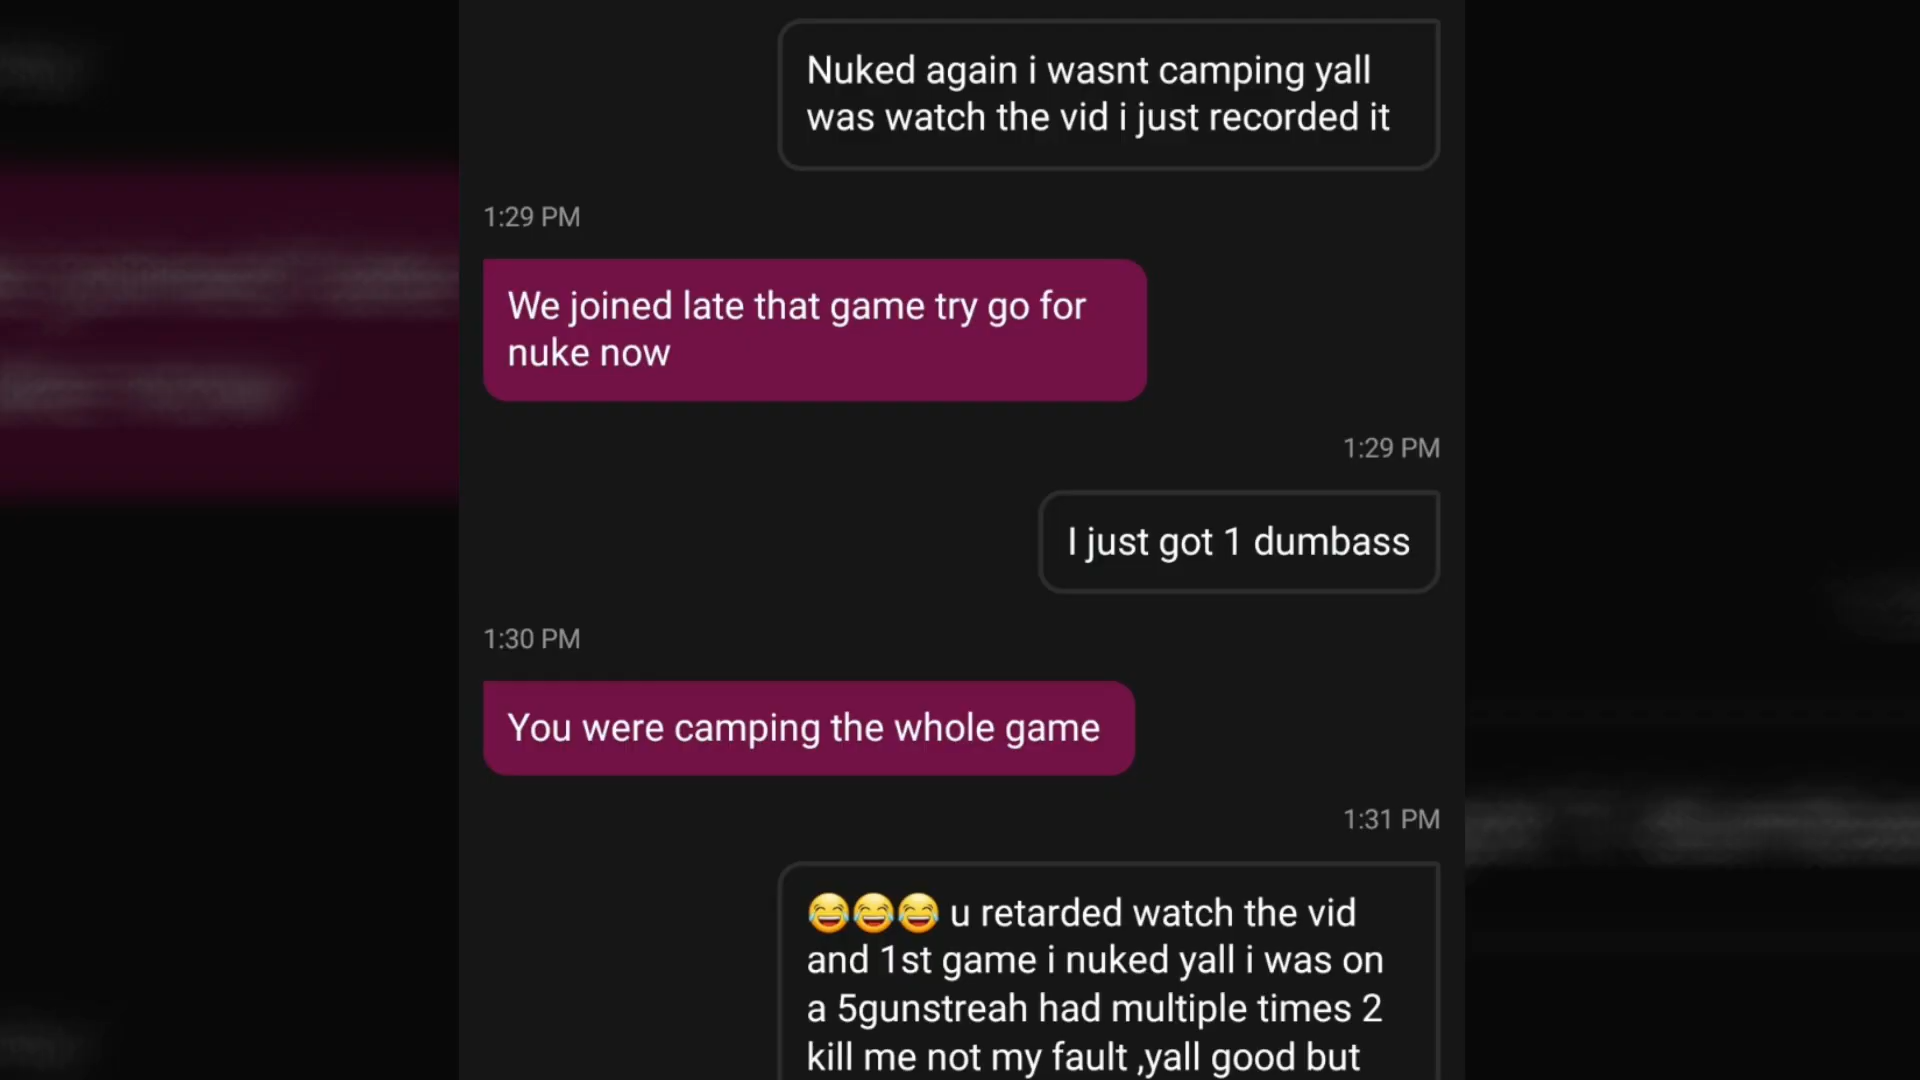 Nuked again i wasnt camping yall
was watch the vid i just recorded it
1:29 PM
We joined late that game try go for
nuke now
1:29 PM
I just got 1 dumbass
1:30 PM
You were camping the whole game
1:31 PM
😂😂😂 u retarded watch the vid
and 1st game i nuked yall i was on
a 5gunstreah had multiple times 2
kill me not my fault ,yall good but